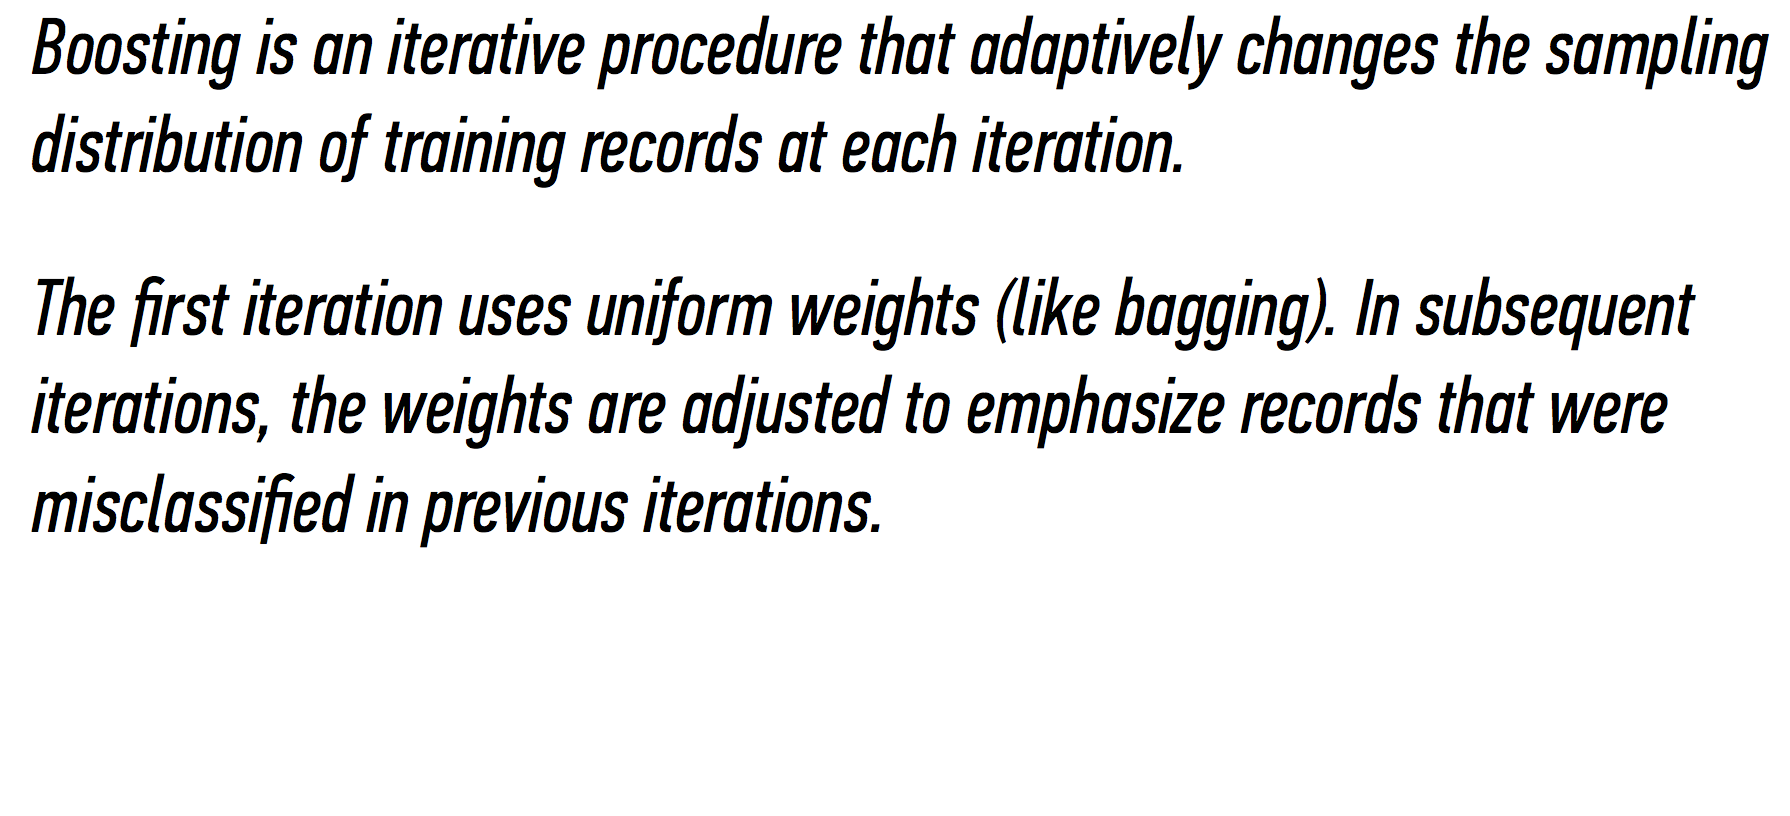 Boosting is an iterative procedure that adaptively changes the sampling
distribution of training records at each iteration.
The first iteration uses uniform weights (like bagging). In subsequent
iterations, the weights are adjusted to emphasize records that were
misclassified in previous iterations.